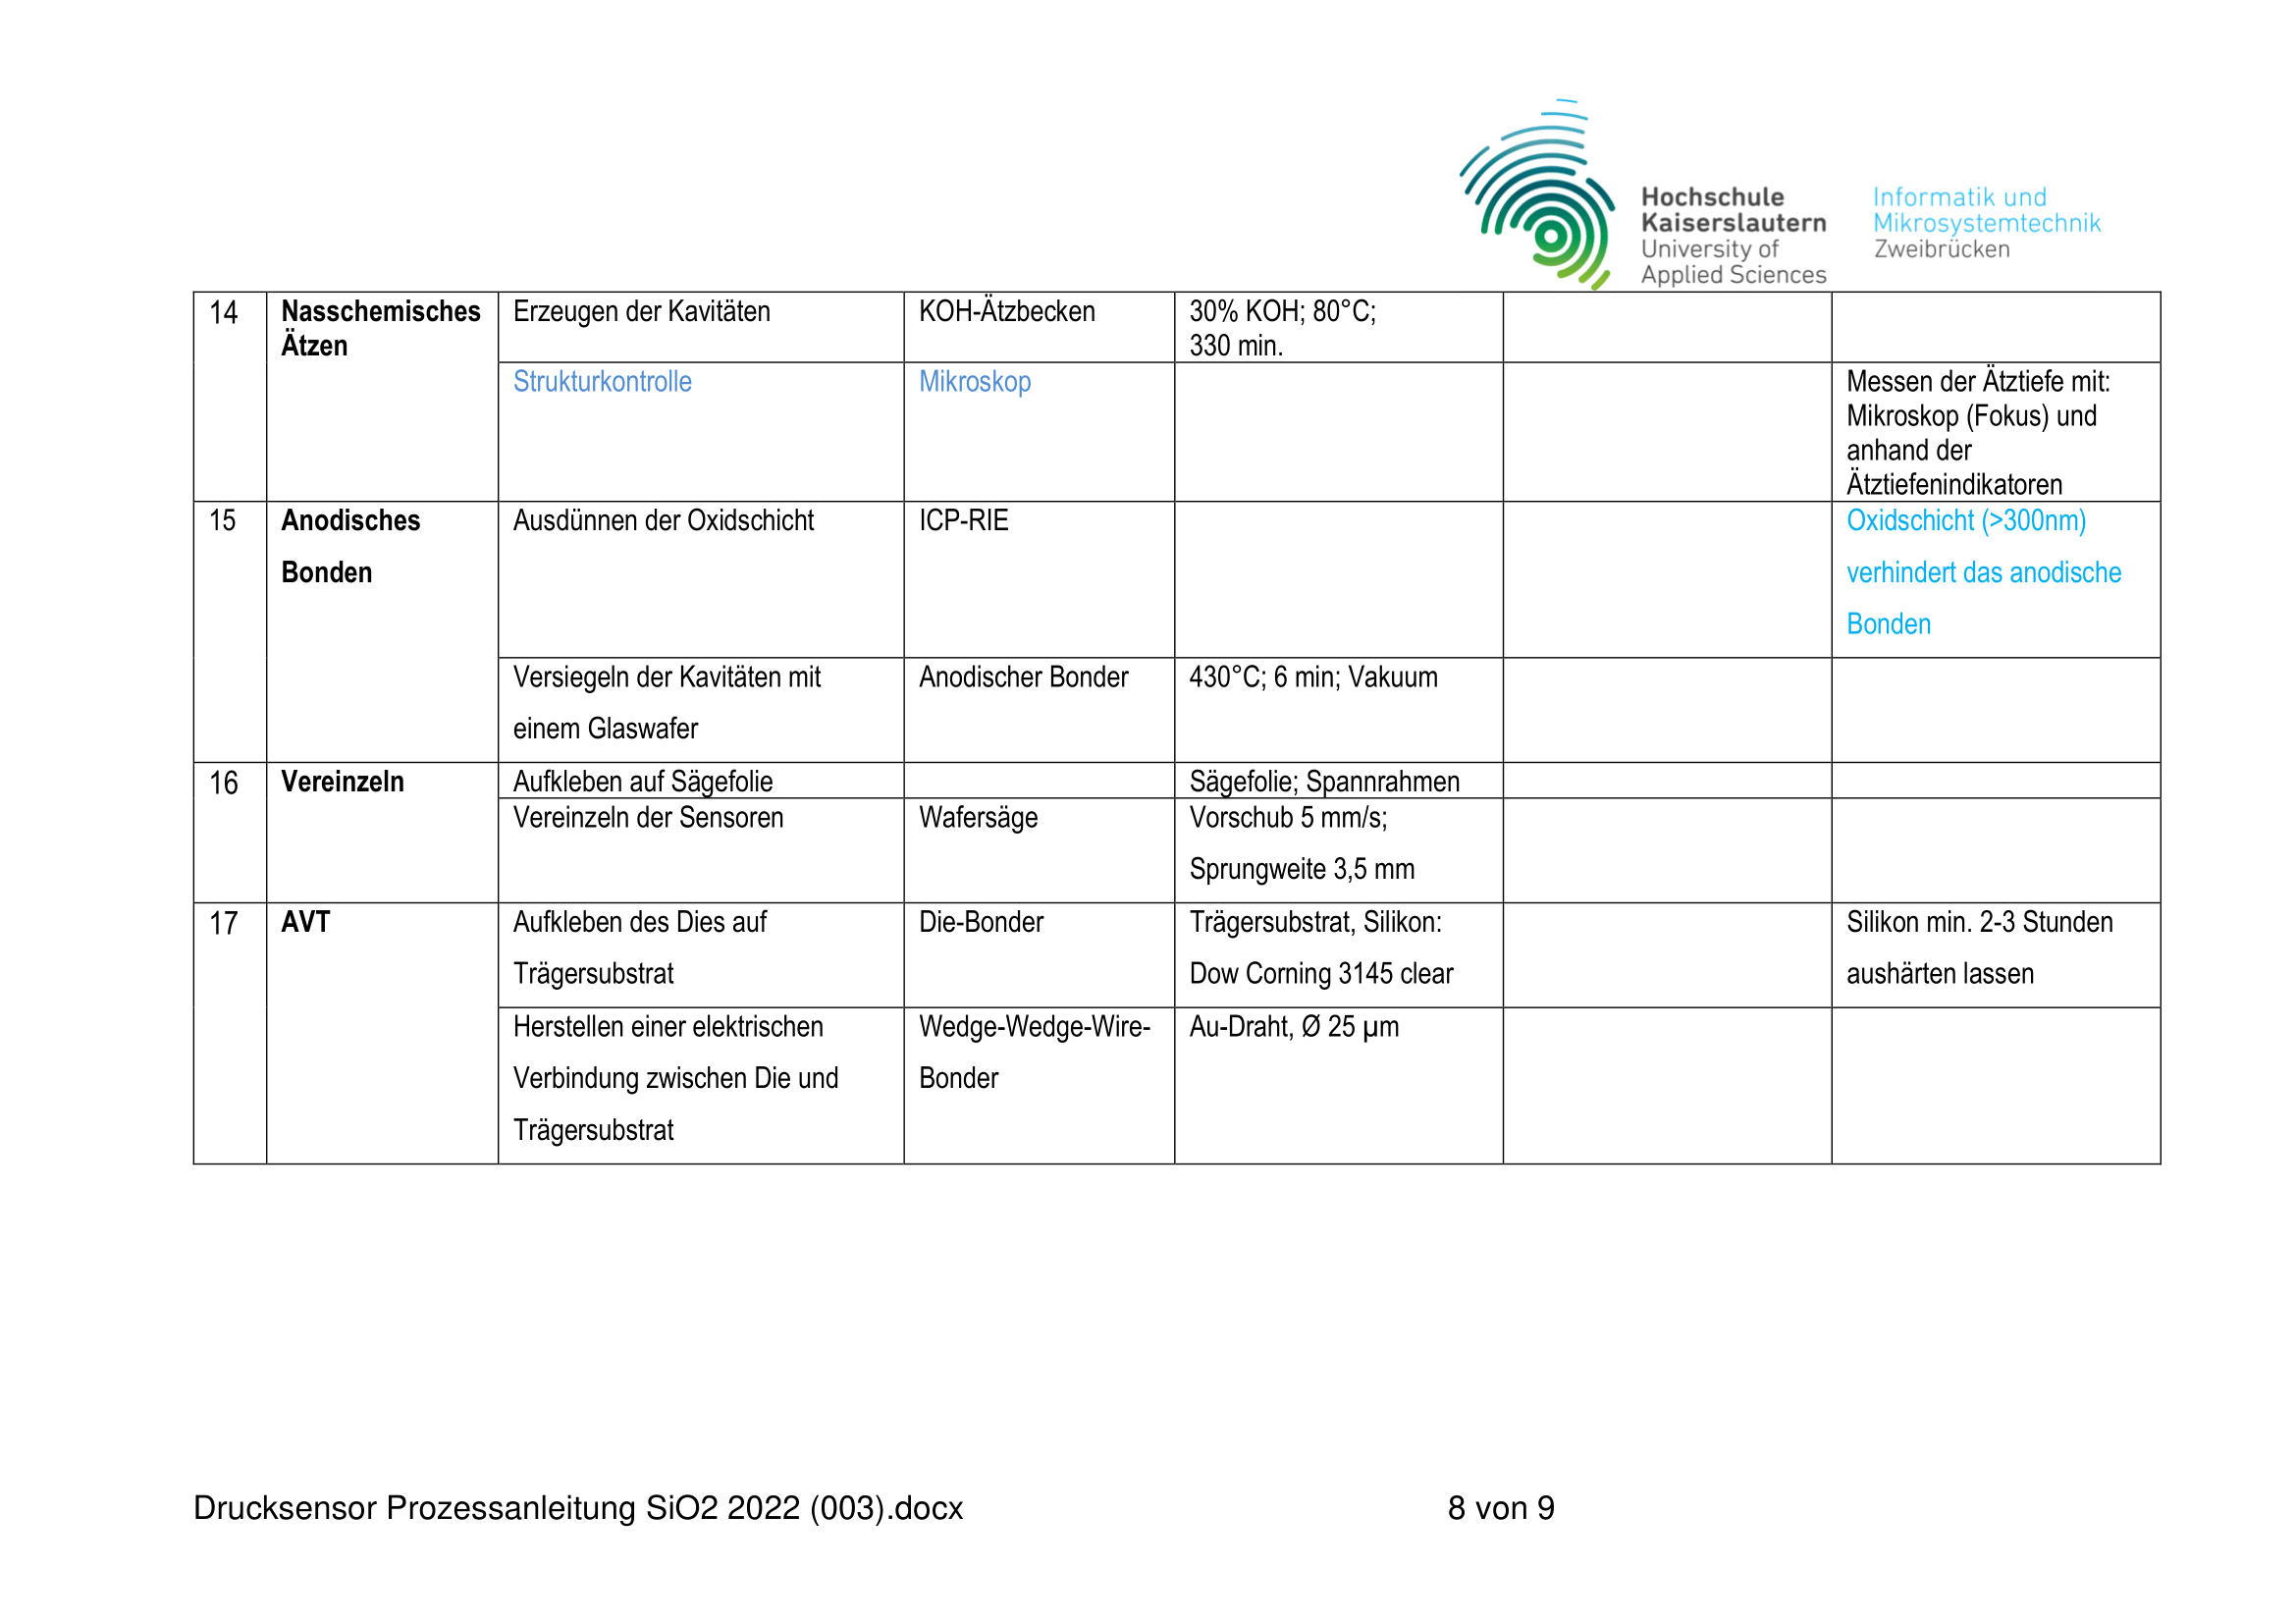 Hochschule
Kaiserslautern
University of
Applied Sciences
Informatik und
Mikrosystemtechnik
Zweibrücken
14
Nasschemisches
Ätzen
Erzeugen der Kavitäten
KOH-Ätzbecken
30% KOH; 80°C;
330 min.
Strukturkontrolle
Mikroskop
Messen der Ätztiefe mit:
Mikroskop (Fokus) und
anhand der
Ätztiefenindikatoren
15
Anodisches
Bonden
Ausdünnen der Oxidschicht
ICP-RIE
Oxidschicht (>300nm)
verhindert das anodische
Bonden
Versiegeln der Kavitäten mit
einem Glaswafer
Anodischer Bonder
430°C; 6 min; Vakuum
16
Vereinzeln
Aufkleben auf Sägefolie
Sägefolie; Spannrahmen
Vereinzeln der Sensoren
Wafersäge
Vorschub 5 mm/s;
Sprungweite 3,5 mm
17
AVT
Aufkleben des Dies auf
Trägersubstrat
Die-Bonder
Trägersubstrat, Silikon:
Dow Corning 3145 clear
Silikon min. 2-3 Stunden
aushärten lassen
Herstellen einer elektrischen
Verbindung zwischen Die und
Trägersubstrat
Wedge-Wedge-Wire-
Bonder
Au-Draht, Ø 25 µm
Drucksensor Prozessanleitung SiO2 2022 (003).docx
8 von 9